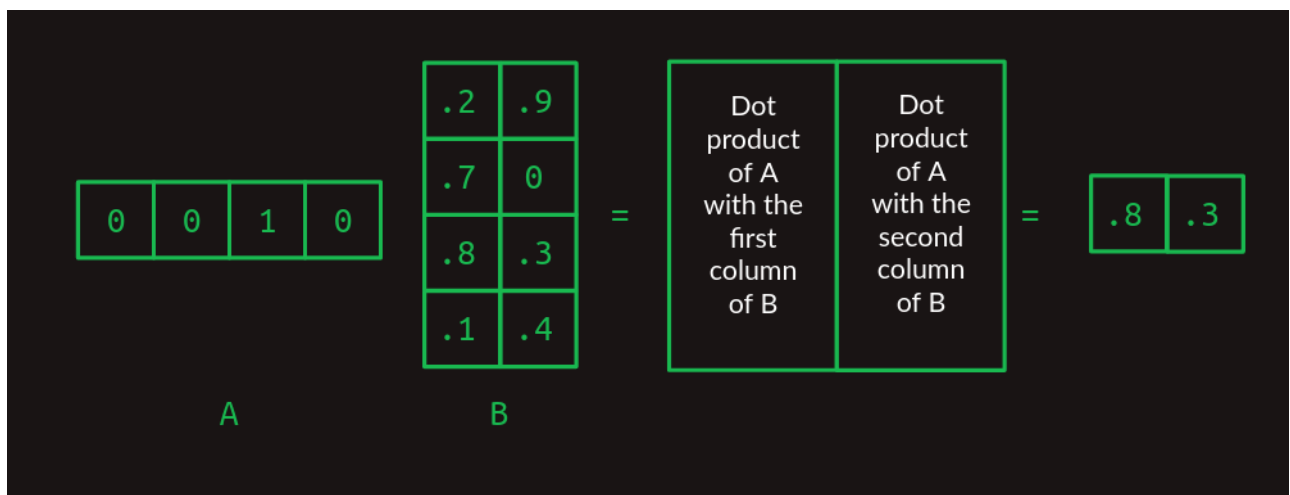 0 0 1 0
A
.2 .9
.7 0
.8 .3
.1 .4
B
=
Dot
product
of A
with the
first
column
of B
Dot
product
of A
with the
second
column
of B
=
.8 .3